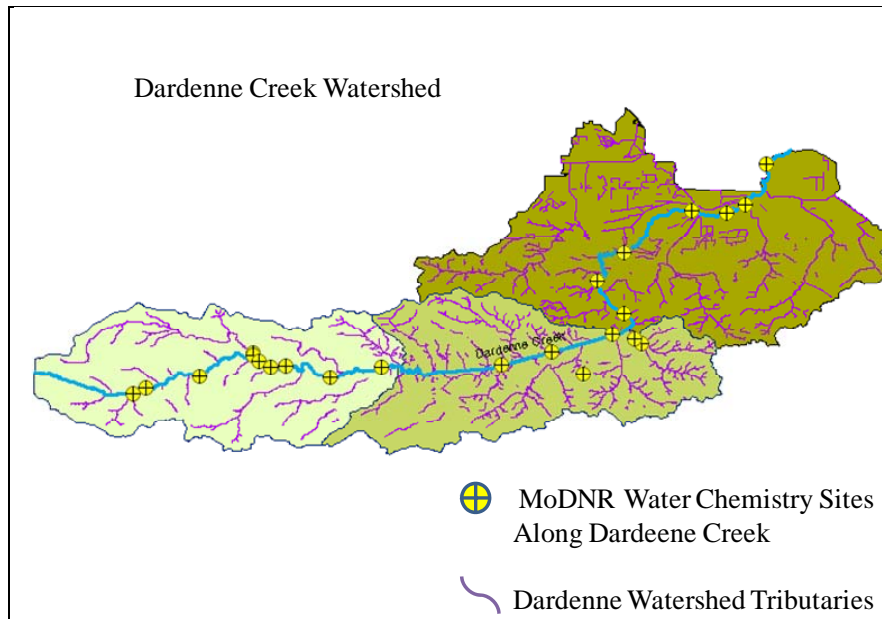 Dardenne Creek Watershed
Dardenne Creek
MoDNR Water Chemistry Sites
Along Dardeene Creek
Dardenne Watershed Tributaries